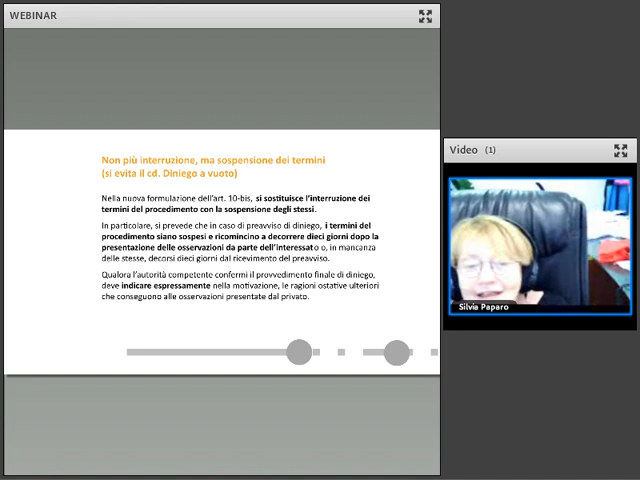 WEBINAR
Non più interruzione, ma sospensione dei termini
(si evita il cd. Diniego a vuoto)
Nella nuova formulazione dell'art. 10-bis, si sostituisce l'interruzione dei
termini del procedimento con la sospensione degli stessi.
In particolare, si prevede che in caso di preavviso di diniego, i termini del
procedimento siano sospesi e ricomincino a decorrere dieci giorni dopo la
presentazione delle osservazioni da parte dell'interessato o, in mancanza
delle stesse, decorsi dieci giorni dal ricevimento del preavviso.
Qualora l'autorità competente confermi il provvedimento finale di diniego,
deve indicare espressamente nella motivazione, le ragioni ostative ulteriori
che conseguono alle osservazioni presentate dal privato.
Video (1)
Silvia Paparo